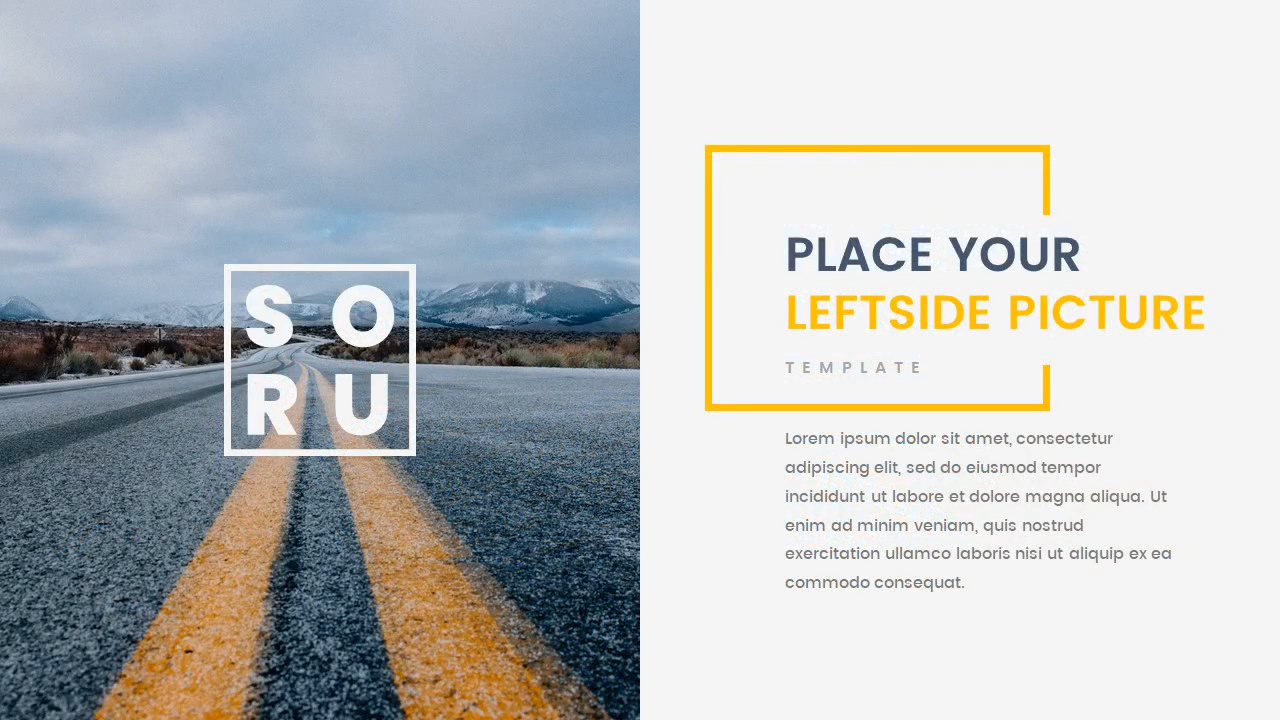 SO
RU
PLACE YOUR
LEFTSIDE PICTURE
TEMPLATE
Lorem ipsum dolor sit amet, consectetur
adipiscing elit, sed do eiusmod tempor
incididunt ut labore et dolore magna aliqua. Ut
enim ad minim veniam, quis nostrud
exercitation ullamco laboris nisi ut aliquip ex ea
commodo consequat.